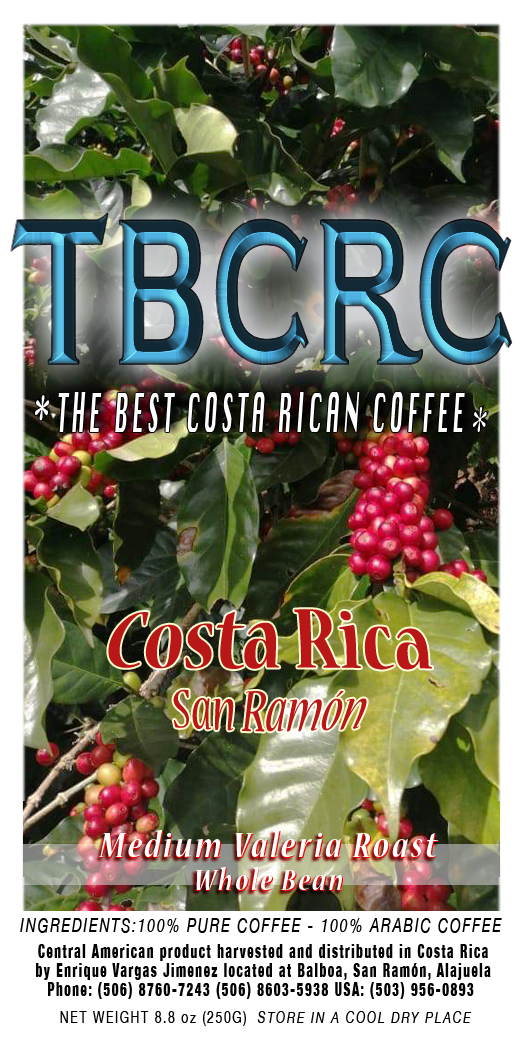 TBCRC
*THE BEST COSTA RICAN COFFEE*
Costa Rica
San Ramón
Medium Valeria Roast
Whole Bean
INGREDIENTS:100% PURE COFFEE - 100% ARABIC COFFEE
Central American product harvested and distributed in Costa Rica
by Enrique Vargas Jimenez located at Balboa, San Ramón, Alajuela
Phone: (506) 8760-7243 (506) 8603-5938 USA: (503) 956-0893
NET WEIGHT 8.8 oz (250G) STORE IN A COOL DRY PLACE